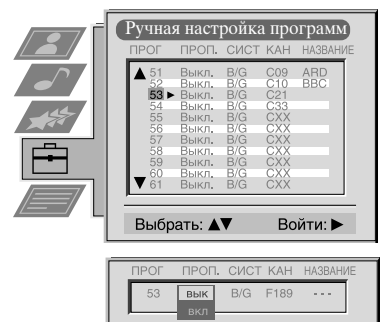 Ручная настройка программ
ПРОГ ПРОП. СИСТ КАН НАЗВАНИЕ
▲ 51 Выкл. B/G C09 ARD
52 Выкл. B/G C10 BBC
53 ► Выкл. B/G C21
54 Выкл. B/G C33
55 Выкл. B/G CXX
56 Выкл. B/G CXX
57 Выкл. B/G CXX
58 Выкл. B/G CXX
59 Выкл. B/G CXX
60 Выкл. B/G CXX
▼ 61 Выкл. B/G CXX
Выбрать: ▲▼ Войти: ►
ПРОГ ПРОП. СИСТ КАН НАЗВАНИЕ
53 вык B/G F189 - - -
вкл